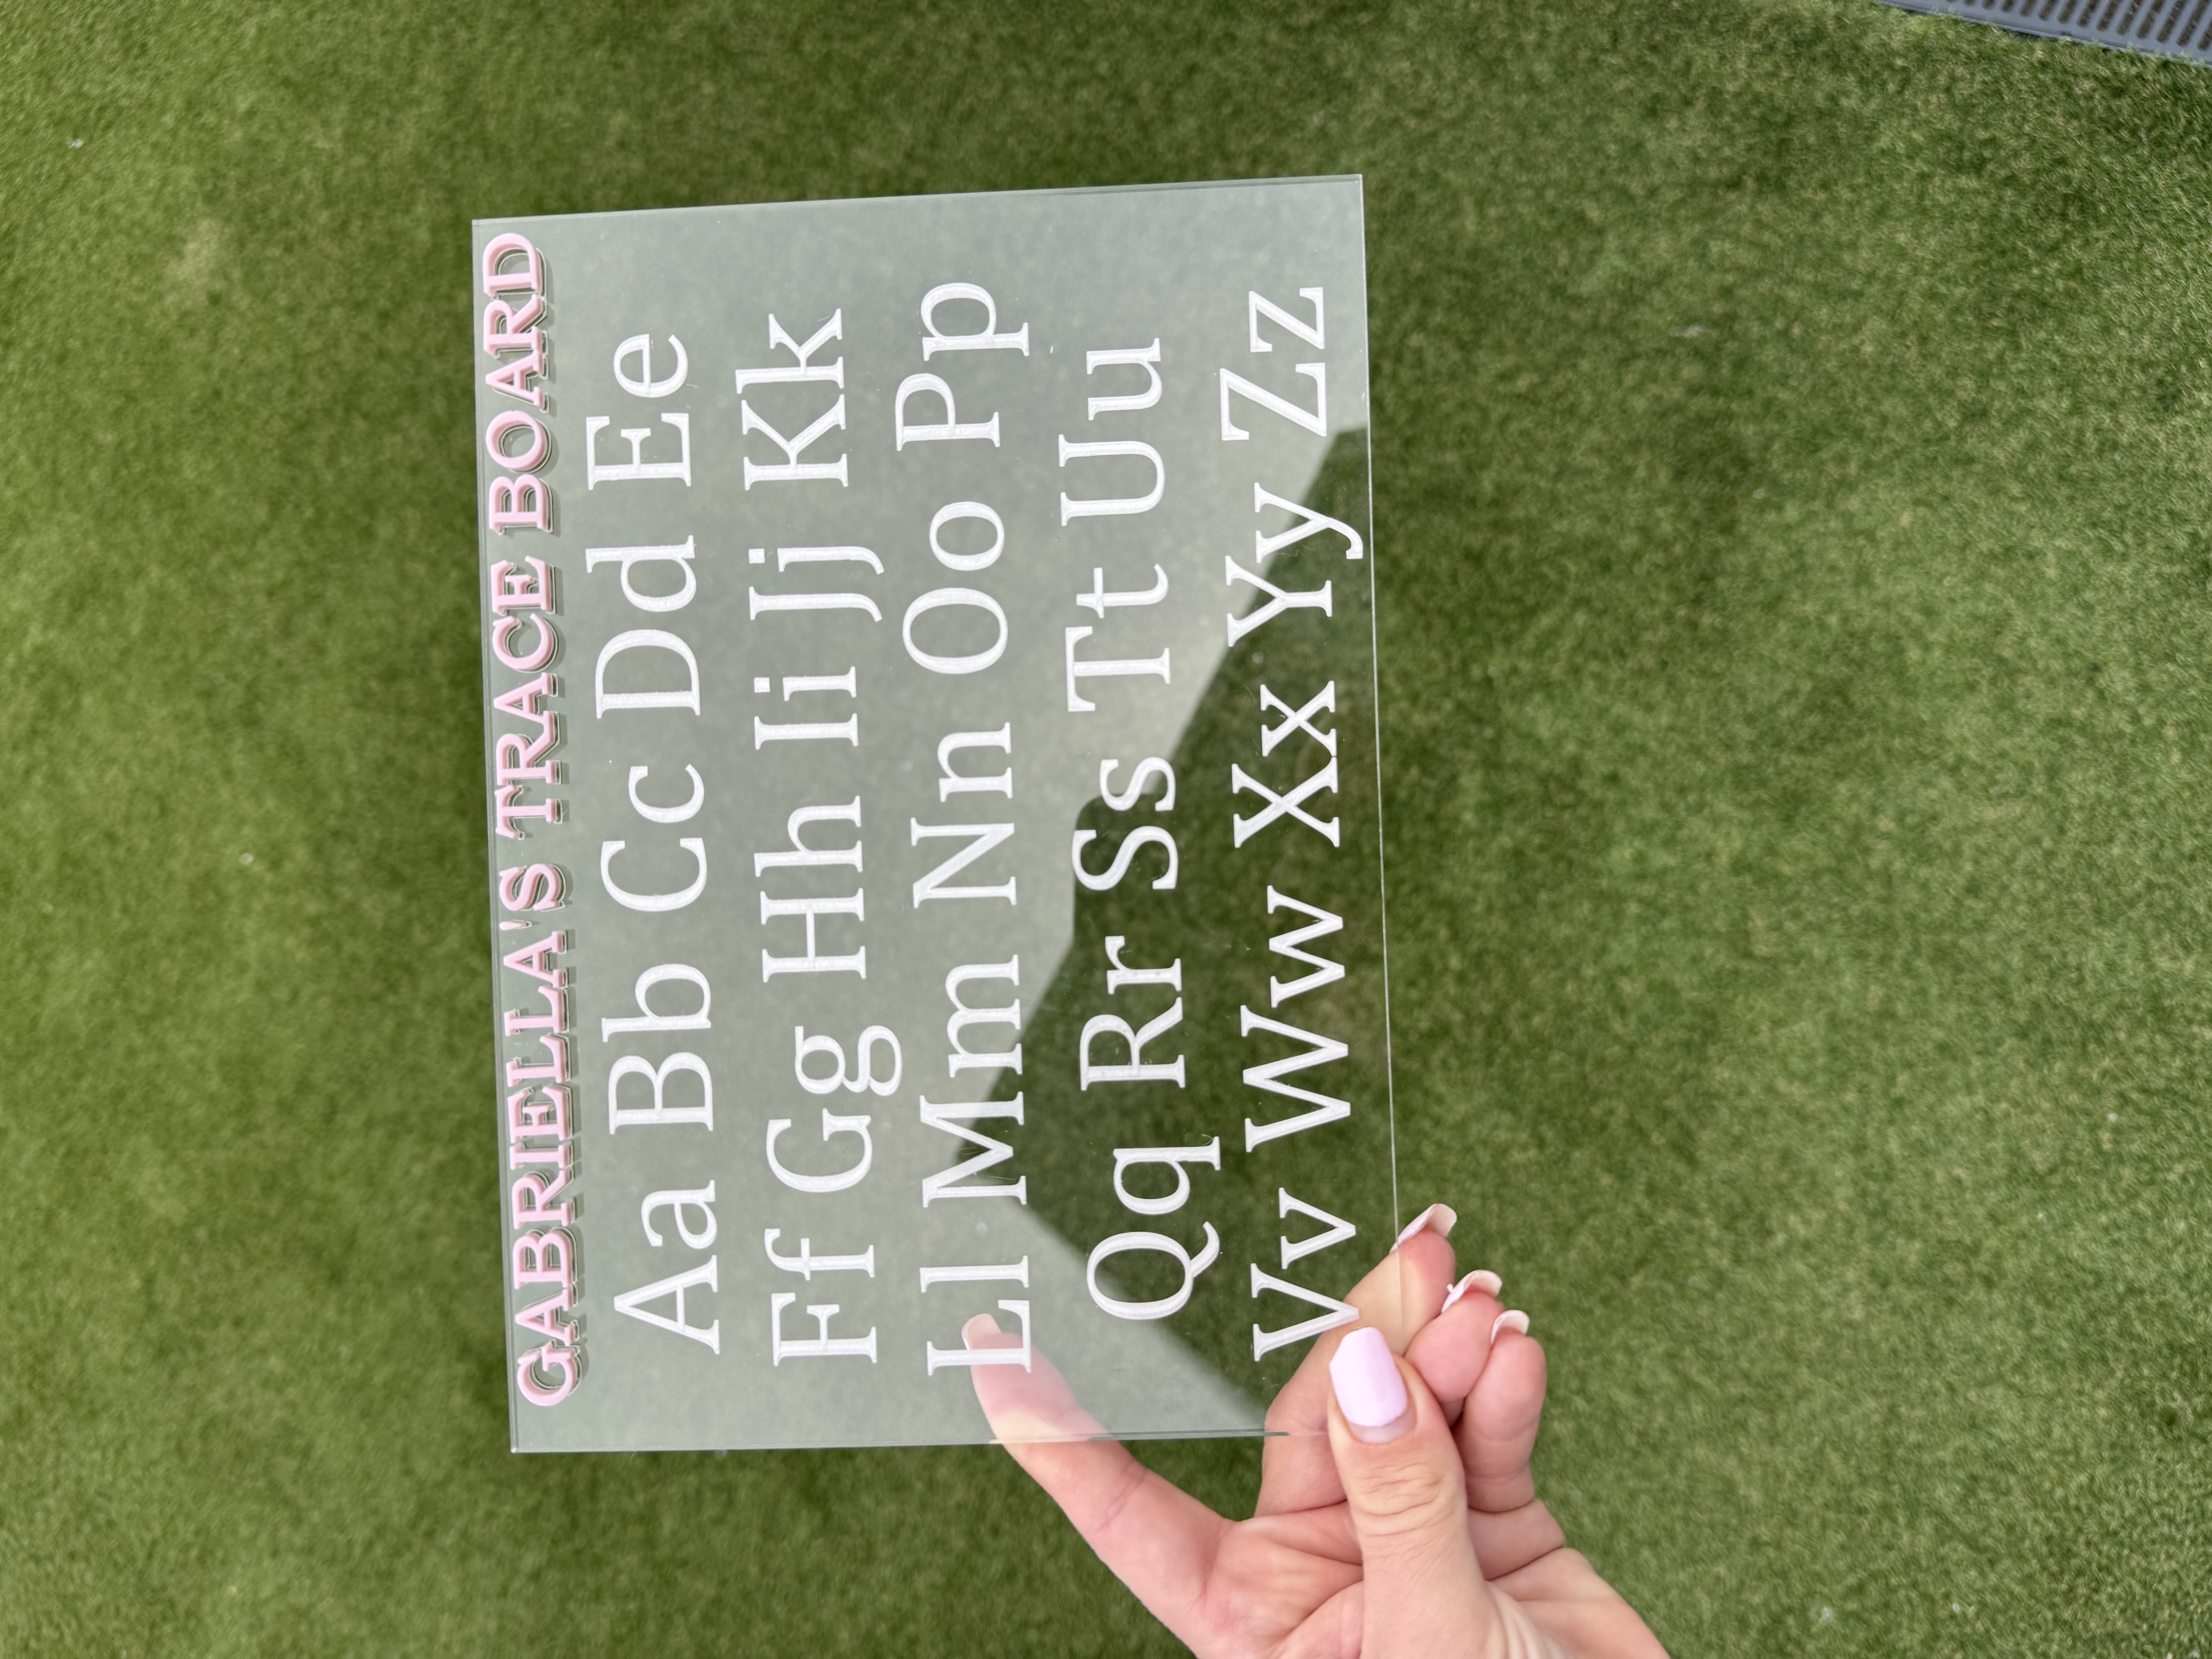 GABRIELLA'S TRACE BOARD
Aa Bb Cc Dd Ee
Ff Gg Hh Ii Jj Kk
Ll Mm Nn Oo Pp
Qq Rr Ss Tt Uu
Vv Ww Xx Yy Zz